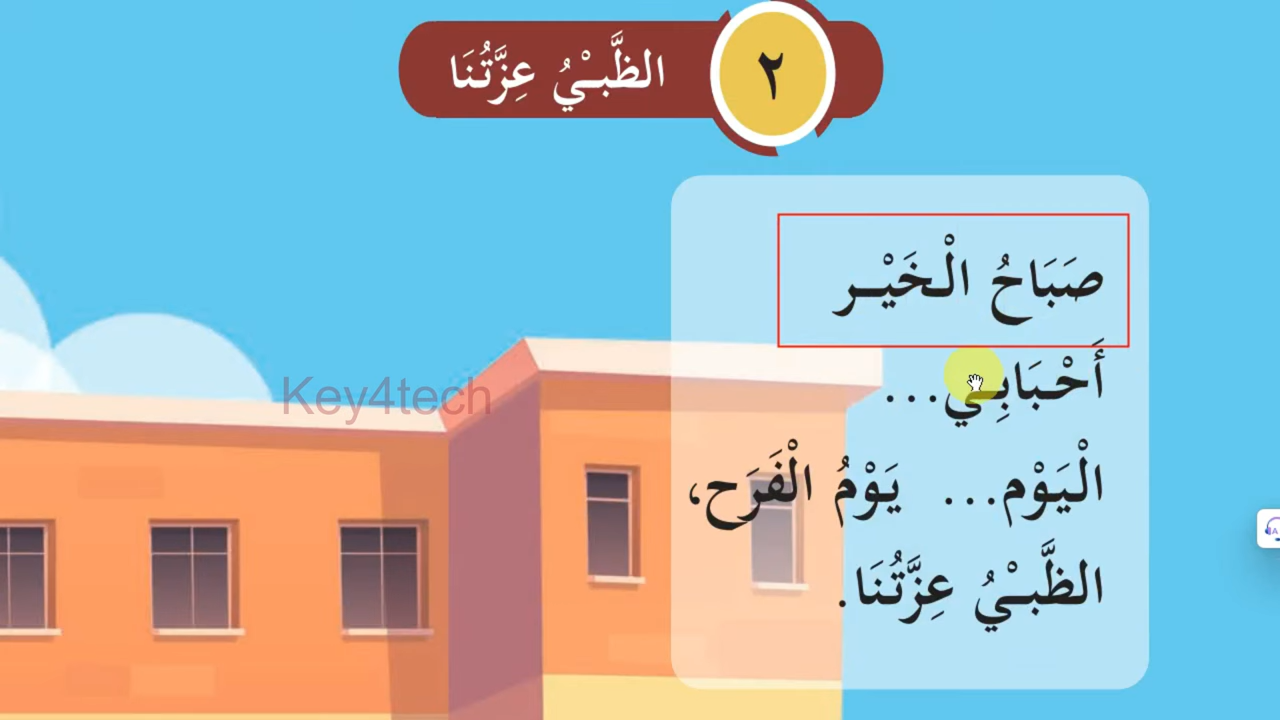 ٢
الظَّبْيُ عِزَّتُنَا
صَبَاحُ الْخَيْر
أَحْبَابِي...
الْيَوْم... يَوْمُ الْفَرَح،
الظَّبْيُ عِزَّتُنَا.
Key4tech